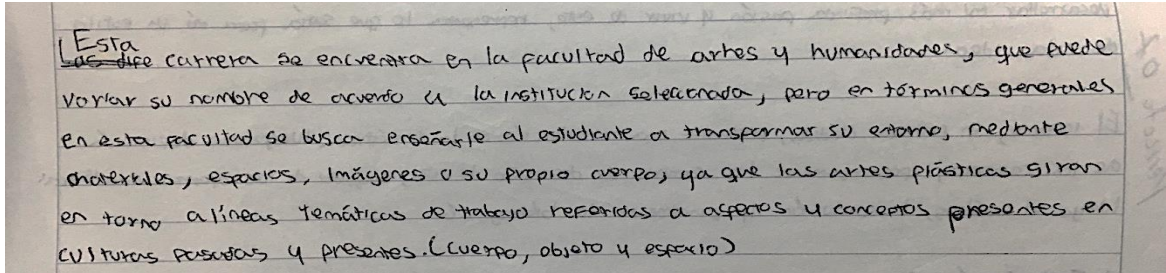 Esta
Las dife carrera se encuentra en la facultad de artes y humanidades, que puede
variar su nombre de acuerdo a la institución seleccionada, pero en términos generales
en esta facultad se busca enseñarle al estudiante a transformar su entorno, mediante
materiales, espacios, imágenes o su propio cuerpo, ya que las artes plásticas giran
en torno a líneas temáticas de trabajo referidas a aspectos y conceptos presentes en
culturas pasadas y presentes. (cuerpo, objeto y espacio)